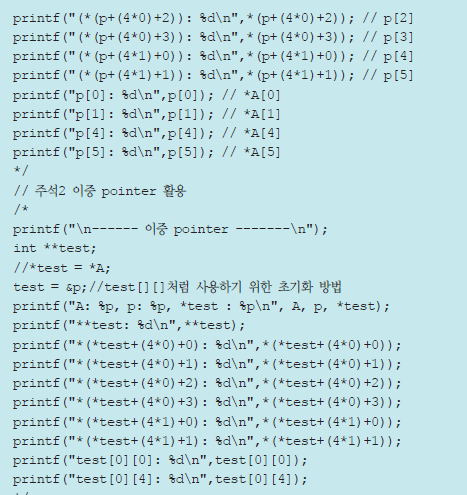 printf("(*(p+(4*0)+2)): %d\n",*(p+(4*0)+2)); // p[2]
printf("(*(p+(4*0)+3)): %d\n",*(p+(4*0)+3)); // p[3]
printf("(*(p+(4*1)+0)): %d\n",*(p+(4*1)+0)); // p[4]
printf("(*(p+(4*1)+1)): %d\n",*(p+(4*1)+1)); // p[5]
printf("p[0]: %d\n",p[0]); // *A[0]
printf("p[1]: %d\n",p[1]); // *A[1]
printf("p[4]: %d\n",p[4]); // *A[4]
printf("p[5]: %d\n",p[5]); // *A[5]
*/
// 주석2 이중 pointer 활용
/*
printf("\n------ 이중 pointer -------\n");
int **test;
//*test = *A;
test = &p;//test[][]처럼 사용하기 위한 초기화 방법
printf("A: %p, p: %p, *test : %p\n", A, p, *test);
printf("**test: %d\n",**test);
printf("*(*test+(4*0)+0): %d\n",*(*test+(4*0)+0));
printf("*(*test+(4*0)+1): %d\n",*(*test+(4*0)+1));
printf("*(*test+(4*0)+2): %d\n",*(*test+(4*0)+2));
printf("*(*test+(4*0)+3): %d\n",*(*test+(4*0)+3));
printf("*(*test+(4*1)+0): %d\n",*(*test+(4*1)+0));
printf("*(*test+(4*1)+1): %d\n",*(*test+(4*1)+1));
printf("test[0][0]: %d\n",test[0][0]);
printf("test[0][4]: %d\n",test[0][4]);